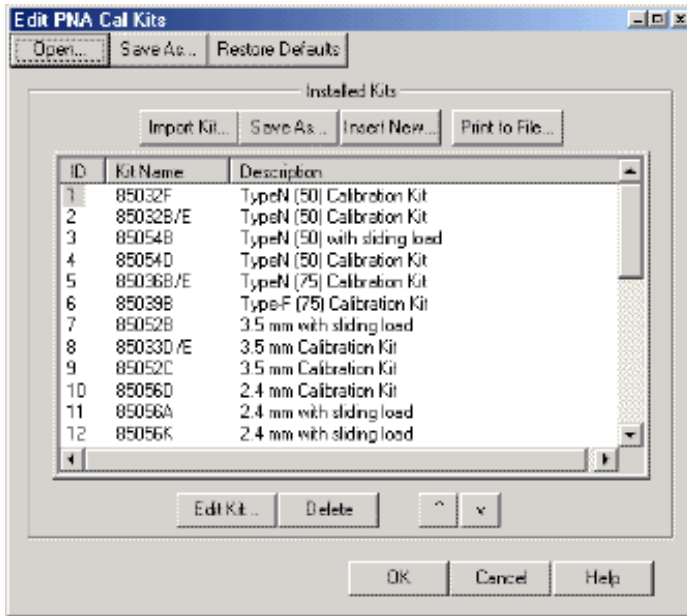 Edit PNA Cal Kits
Open... Save As... Restore Defaults
Installed Kits
Import Kit... Save As... Insert New... Print to File...
ID Kit Name Description
1 85032F TypeN (50) Calibration Kit
2 85032B/E TypeN (50) Calibration Kit
3 85054B TypeN (50) with sliding load
4 85054D TypeN (50) Calibration Kit
5 85036B/E TypeN (75) Calibration Kit
6 85039B Type-F (75) Calibration Kit
7 85052B 3.5 mm with sliding load
8 85033D/E 3.5 mm Calibration Kit
9 85052C 3.5 mm Calibration Kit
10 85056D 2.4 mm Calibration Kit
11 85056A 2.4 mm with sliding load
12 85056K 2.4 mm with sliding load
Edit Kit... Delete ^ v
OK Cancel Help